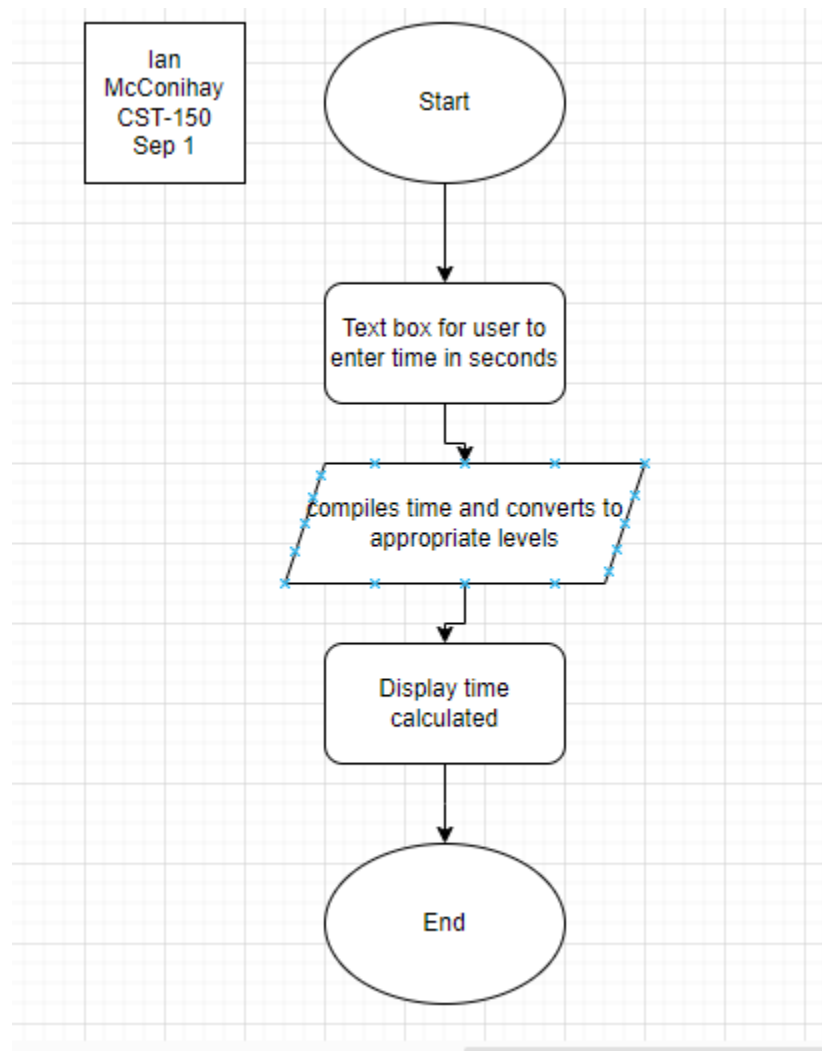 Ian
McConihay
CST-150
Sep 1
Start
Text box for user to
enter time in seconds
compiles time and converts to
appropriate levels
Display time
calculated
End